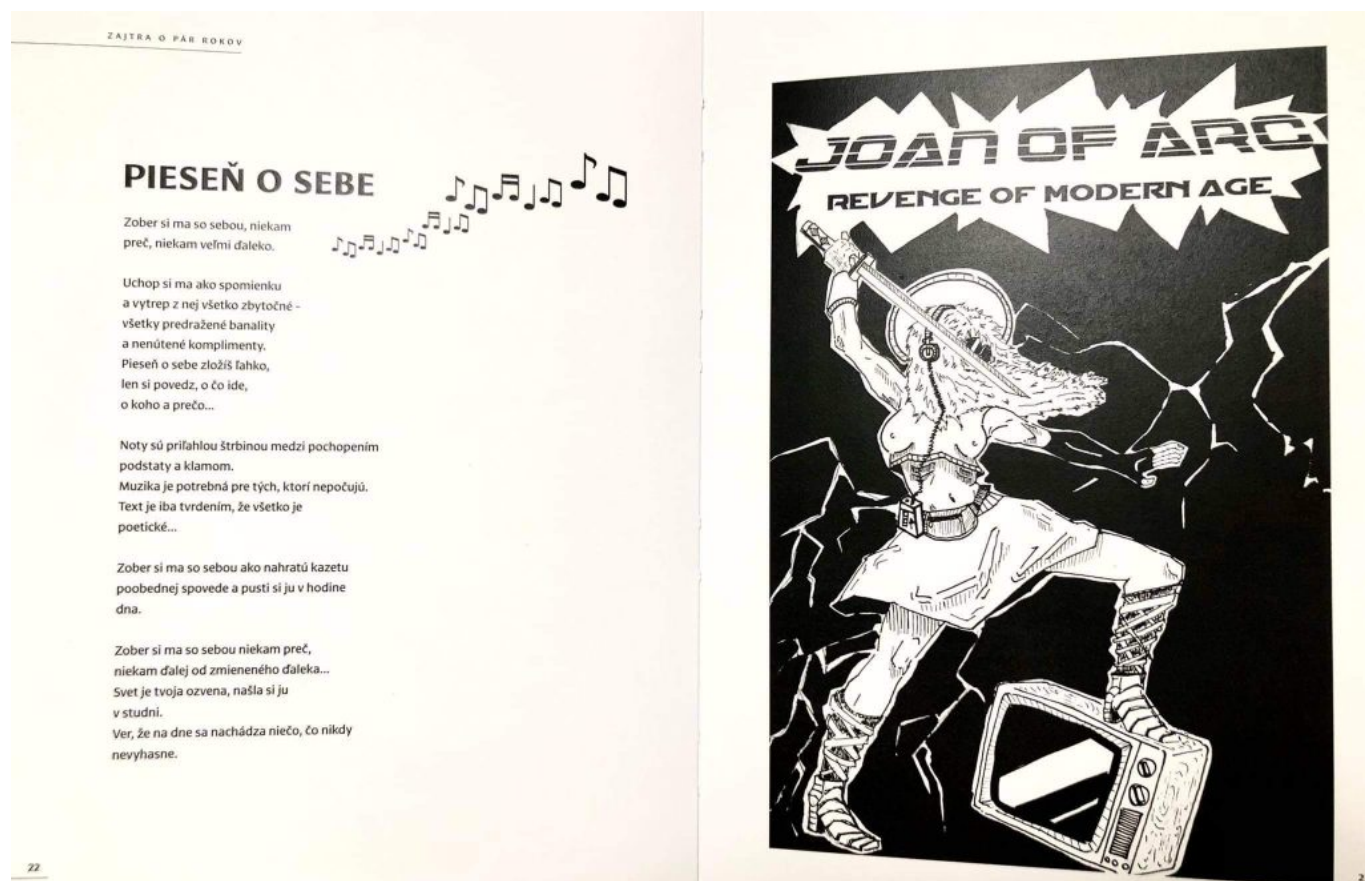 ZAJTRA O PÁR ROKOV
PIESEŇ O SEBE
Zober si ma so sebou, niekam
preč, niekam veľmi ďaleko.
Uchop si ma ako spomienku
a vytrep z nej všetko zbytočné -
všetky predražené banality
a nenútené komplimenty.
Pieseň o sebe zložíš ľahko,
len si povedz, o čo ide,
o koho a prečo...
Noty sú priľahlou štrbinou medzi pochopením
podstaty a klamom.
Muzika je potrebná pre tých, ktorí nepočujú.
Text je iba tvrdením, že všetko je
poetické...
Zober si ma so sebou ako nahratú kazetu
poobednej spovede a pusti si ju v hodine
dna.
Zober si ma so sebou niekam preč,
niekam ďalej od zmieneného ďaleka...
Svet je tvoja ozvena, našla si ju
v studni.
Ver, že na dne sa nachádza niečo, čo nikdy
nevyhasne.
22
JOAN OF ARC
REVENGE OF MODERN AGE
2